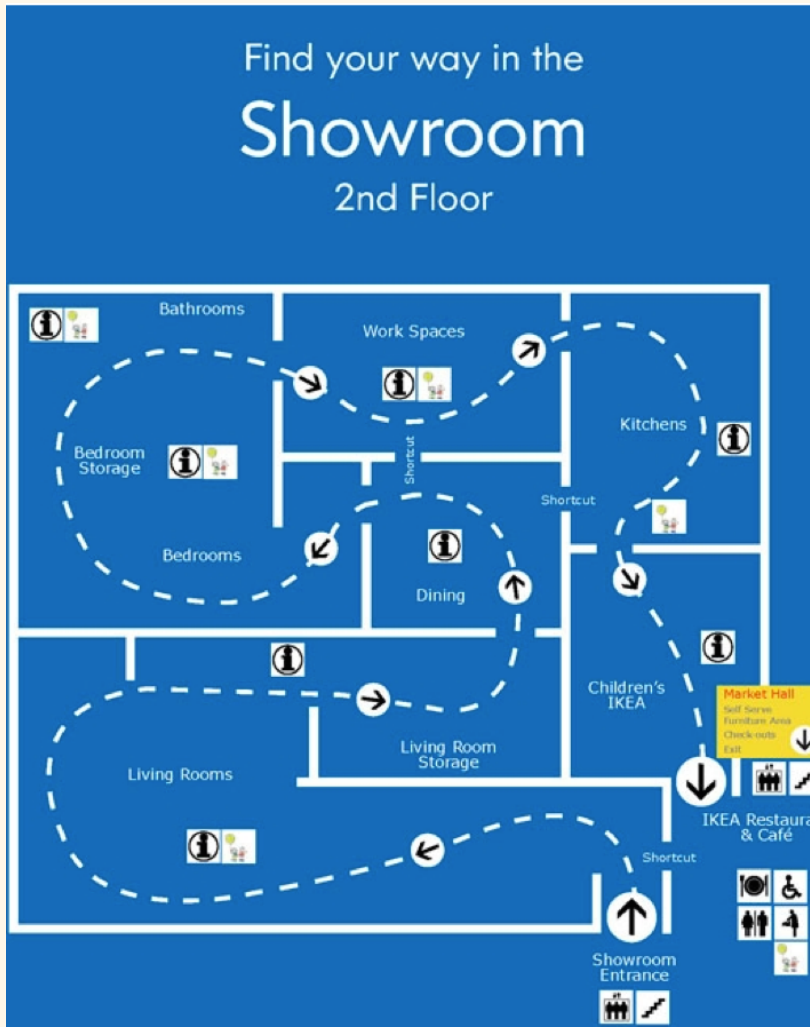 Find your way in the
Showroom
2nd Floor
Bathrooms
Work Spaces
Kitchens
Bedroom
Storage
Shortcut
Shortcut
Bedrooms
Dining
Children's
IKEA
Market Hall
Self Serve
Furniture Area
Check-outs
Exit
Living Rooms
Living Room
Storage
IKEA Restaura
& Café
Shortcut
Showroom
Entrance